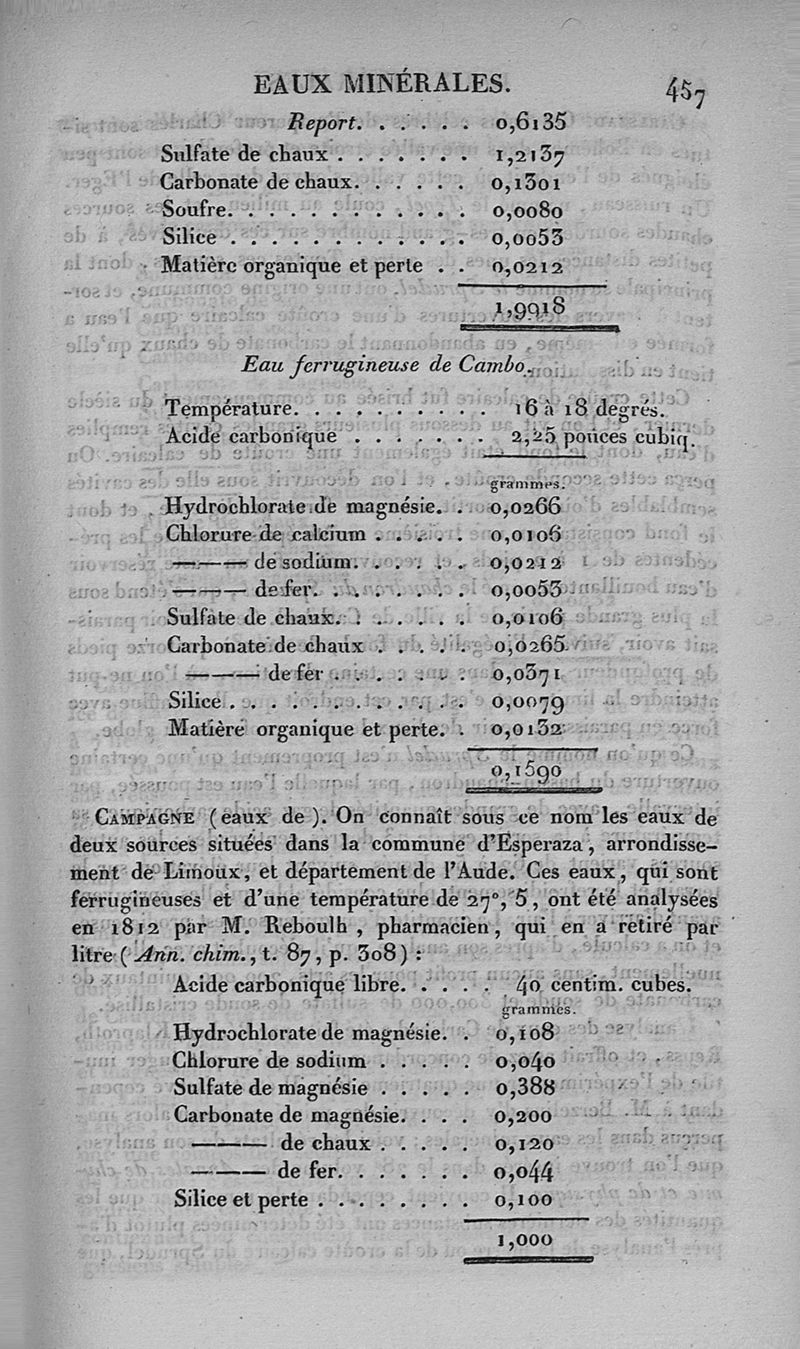 EAUX MINÉRALES. 457
Report. . . . . . 0,6135
Sulfate de chaux . . . . . . . 1,2137
Carbonate de chaux. . . . . . 0,1301
Soufre. . . . . . . . . . . . 0,0080
Silice . . . . . . . . . . . . 0,0053
Matière organique et perte . . 0,0212
1,9918
Eau ferrugineuse de Cambo.
Température. . . . . . . . . . 16 à 18 degrés.
Acide carbonique . . . . . . . 2,25 pouces cubiq.
grammes.
Hydrochlorate de magnésie. . 0,0266
Chlorure de calcium . . . . . 0,0106
——— de sodium. . . . . . 0,0212
——— de fer. . . . . . . . 0,0053
Sulfate de chaux. . . . . . . 0,0106
Carbonate de chaux . . . . . 0,0265
——— de fer . . . . . . . 0,0371
Silice . . . . . . . . . . . . 0,0079
Matière organique et perte. . 0,0132
0,1590
CAMPAGNE (eaux de). On connaît sous ce nom les eaux de
deux sources situées dans la commune d'Esperaza, arrondisse-
ment de Limoux, et département de l'Aude. Ces eaux, qui sont
ferrugineuses et d'une température de 27°,5, ont été analysées
en 1812 par M. Reboulh, pharmacien, qui en a retiré par
litre (Ann. chim., t. 87, p. 308) :
Acide carbonique libre. . . . . 40 centim. cubes.
grammes.
Hydrochlorate de magnésie. . 0,108
Chlorure de sodium . . . . . 0,040
Sulfate de magnésie . . . . . 0,388
Carbonate de magnésie. . . . 0,200
——— de chaux . . . . . 0,120
——— de fer. . . . . . . 0,044
Silice et perte . . . . . . . . 0,100
1,000